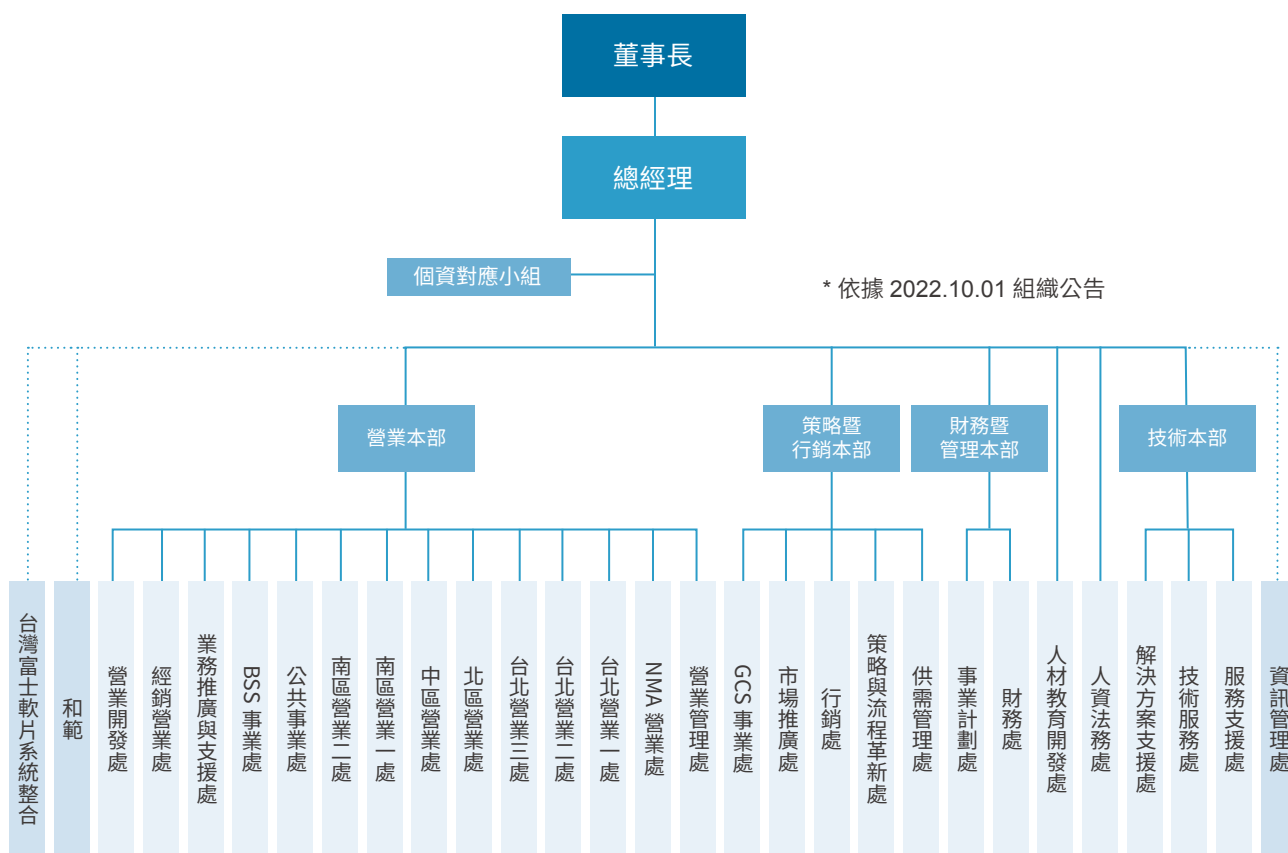 董事長
總經理
個資對應小組
* 依據 2022.10.01 組織公告
營業本部
策略暨
行銷本部
財務暨
管理本部
技術本部
台灣富士軟片系統整合
和範
營業開發處
經銷營業處
業務推廣與支援處
BSS 事業處
公共事業處
南區營業二處
南區營業一處
中區營業處
北區營業處
台北營業三處
台北營業二處
台北營業一處
NMA 營業處
營業管理處
GCS 事業處
市場推廣處
行銷處
策略與流程革新處
供需管理處
事業計劃處
財務處
人材教育開發處
人資法務處
解決方案支援處
技術服務處
服務支援處
資訊管理處